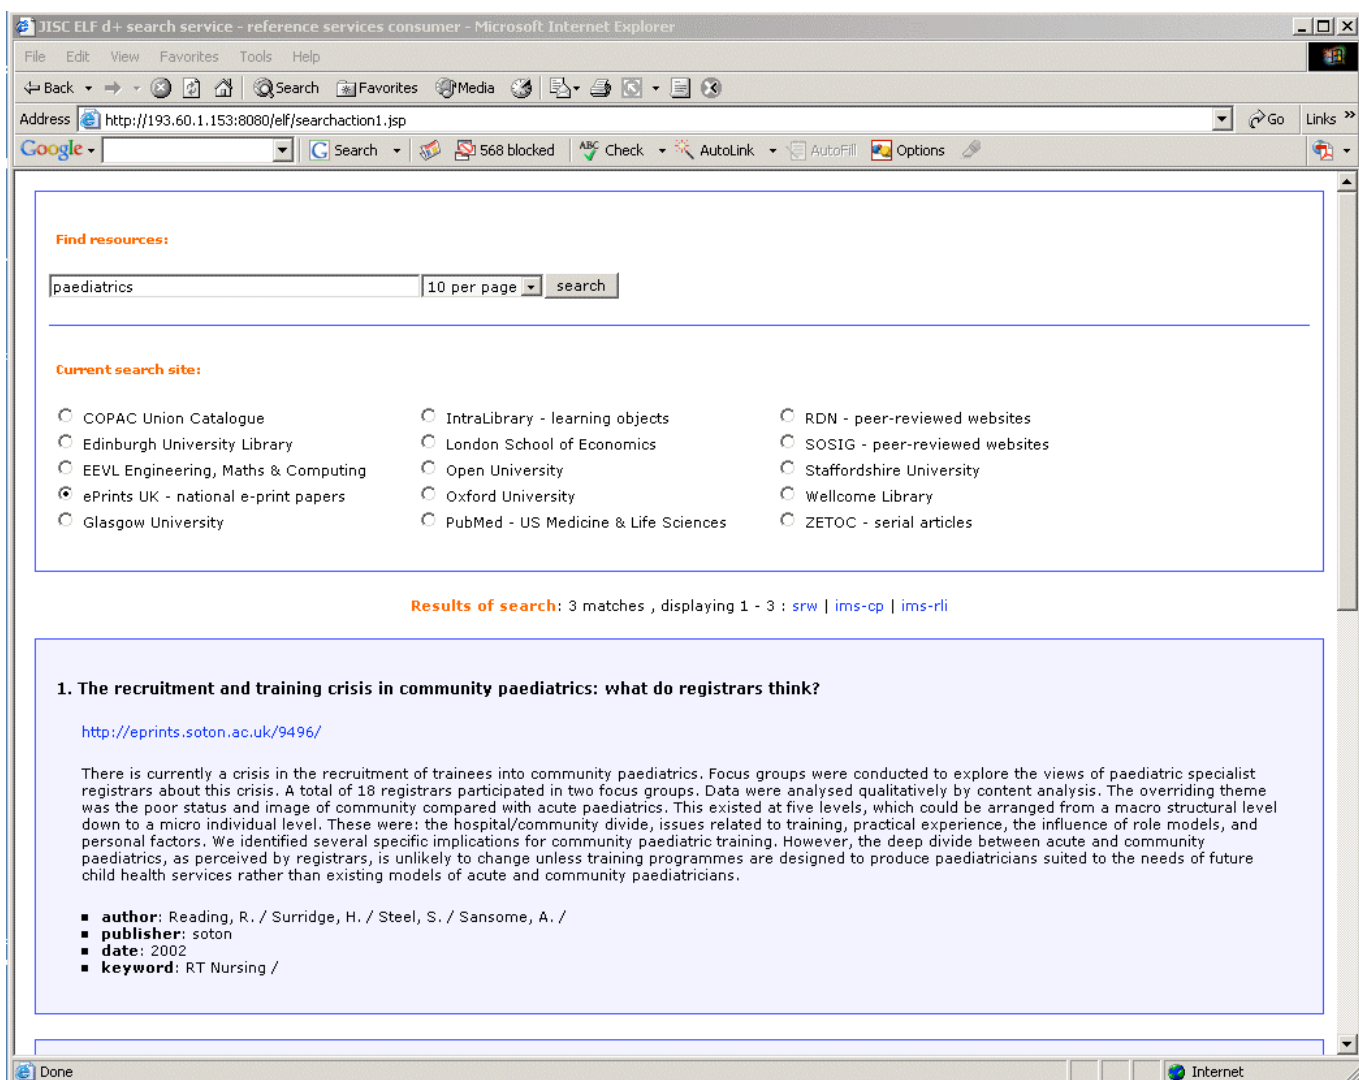 JISC ELF d+ search service - reference services consumer - Microsoft Internet Explorer
File Edit View Favorites Tools Help
Back Search Favorites Media
Address http://193.60.1.153:8080/elf/searchaction1.jsp Go Links »
Google Search 568 blocked ABC Check AutoLink AutoFill Options
Find resources:
paediatrics 10 per page search
Current search site:
COPAC Union Catalogue IntraLibrary - learning objects RDN - peer-reviewed websites
Edinburgh University Library London School of Economics SOSIG - peer-reviewed websites
EEVL Engineering, Maths & Computing Open University Staffordshire University
ePrints UK - national e-print papers Oxford University Wellcome Library
Glasgow University PubMed - US Medicine & Life Sciences ZETOC - serial articles
Results of search: 3 matches , displaying 1 - 3 : srw | ims-cp | ims-rli
1. The recruitment and training crisis in community paediatrics: what do registrars think?
http://eprints.soton.ac.uk/9496/
There is currently a crisis in the recruitment of trainees into community paediatrics. Focus groups were conducted to explore the views of paediatric specialist
registrars about this crisis. A total of 18 registrars participated in two focus groups. Data were analysed qualitatively by content analysis. The overriding theme
was the poor status and image of community compared with acute paediatrics. This existed at five levels, which could be arranged from a macro structural level
down to a micro individual level. These were: the hospital/community divide, issues related to training, practical experience, the influence of role models, and
personal factors. We identified several specific implications for community paediatric training. However, the deep divide between acute and community
paediatrics, as perceived by registrars, is unlikely to change unless training programmes are designed to produce paediatricians suited to the needs of future
child health services rather than existing models of acute and community paediatricians.
author: Reading, R. / Surridge, H. / Steel, S. / Sansome, A. /
publisher: soton
date: 2002
keyword: RT Nursing /
Done Internet